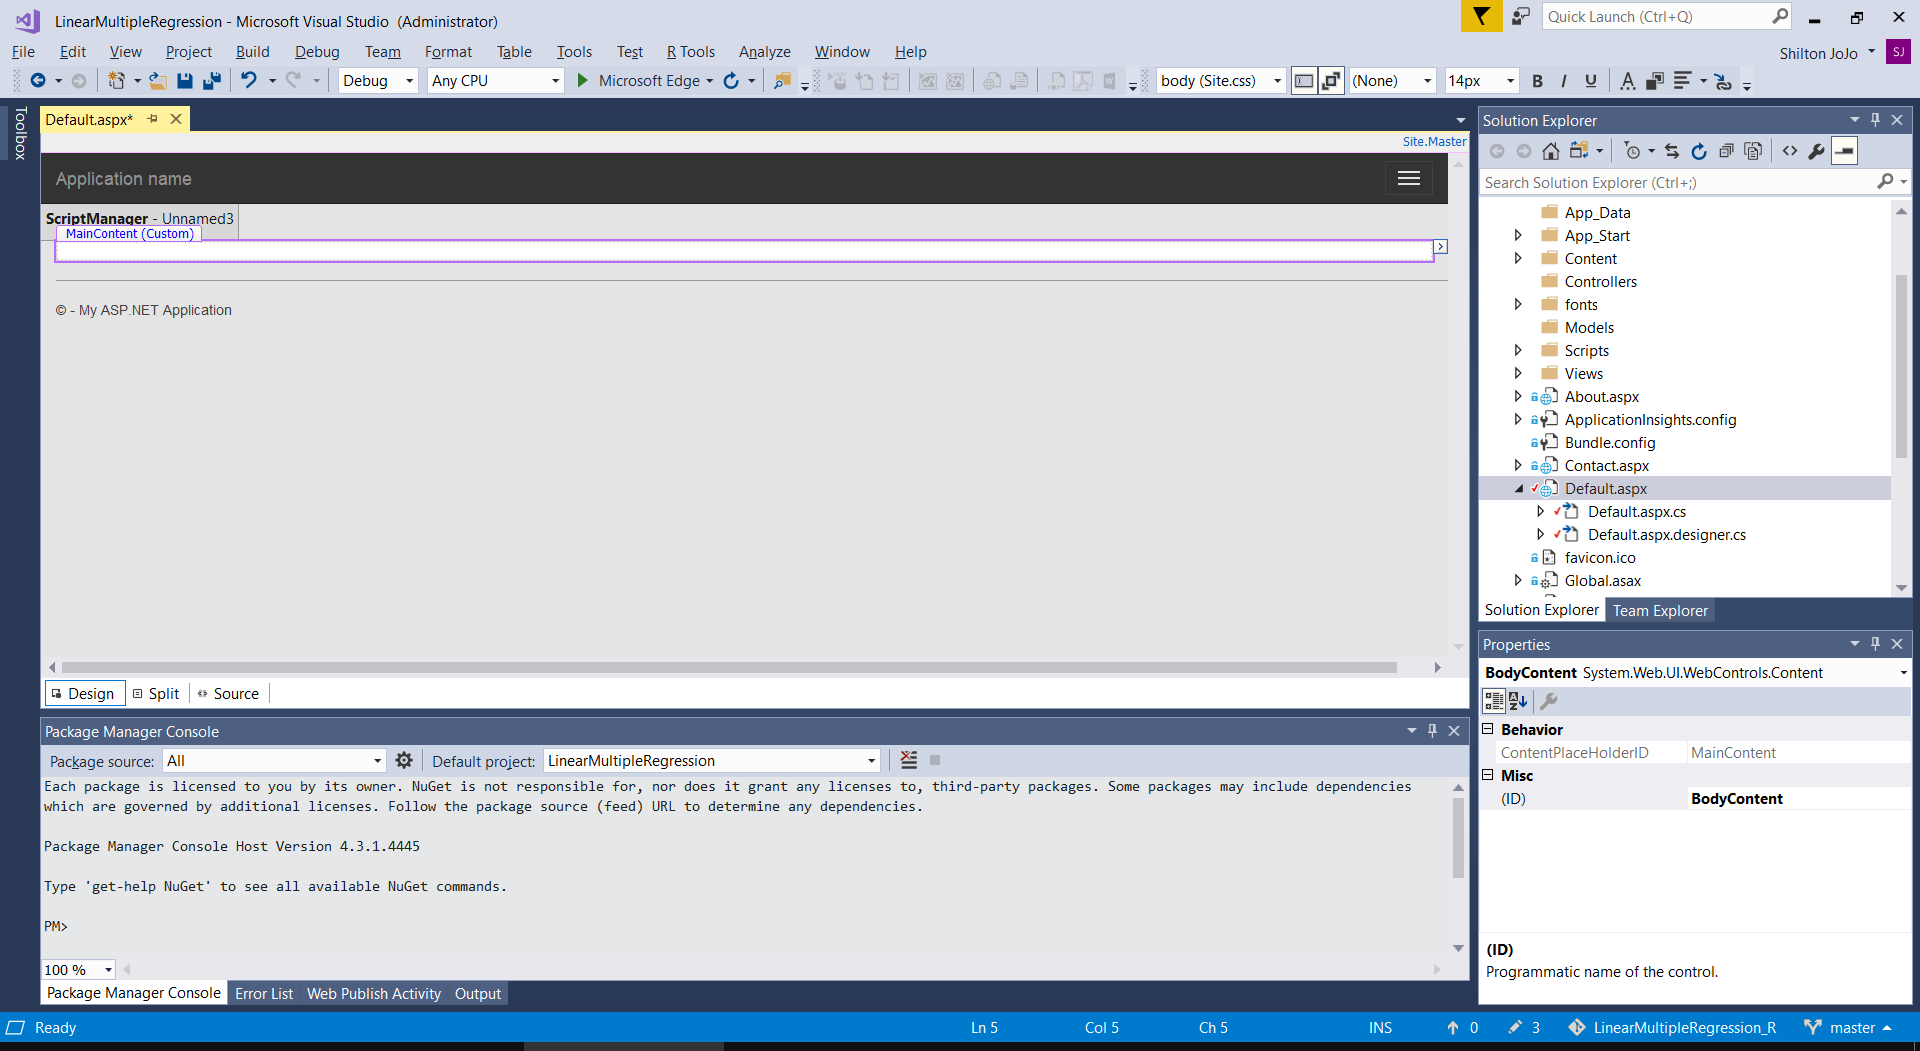 LinearMultipleRegression - Microsoft Visual Studio (Administrator)
Quick Launch (Ctrl+Q)
File Edit View Project Build Debug Team Format Table Tools Test R Tools Analyze Window Help
Shilton JoJo
SJ
Debug
Any CPU
Microsoft Edge
body (Site.css)
(None)
14px
B I U A
Toolbox
Default.aspx*
Site.Master
Application name
ScriptManager - Unnamed3
MainContent (Custom)
© - My ASP.NET Application
Design
Split
Source
Package Manager Console
Package source: All
Default project: LinearMultipleRegression
Each package is licensed to you by its owner. NuGet is not responsible for, nor does it grant any licenses to, third-party packages. Some packages may include dependencies
which are governed by additional licenses. Follow the package source (feed) URL to determine any dependencies.
Package Manager Console Host Version 4.3.1.4445
Type 'get-help NuGet' to see all available NuGet commands.
PM>
100 %
Package Manager Console
Error List
Web Publish Activity
Output
Solution Explorer
Search Solution Explorer (Ctrl+;)
App_Data
App_Start
Content
Controllers
fonts
Models
Scripts
Views
About.aspx
ApplicationInsights.config
Bundle.config
Contact.aspx
Default.aspx
Default.aspx.cs
Default.aspx.designer.cs
favicon.ico
Global.asax
Solution Explorer
Team Explorer
Properties
BodyContent System.Web.UI.WebControls.Content
Behavior
ContentPlaceHolderID MainContent
Misc
(ID) BodyContent
(ID)
Programmatic name of the control.
Ready
Ln 5
Col 5
Ch 5
INS
0
3
LinearMultipleRegression_R
master